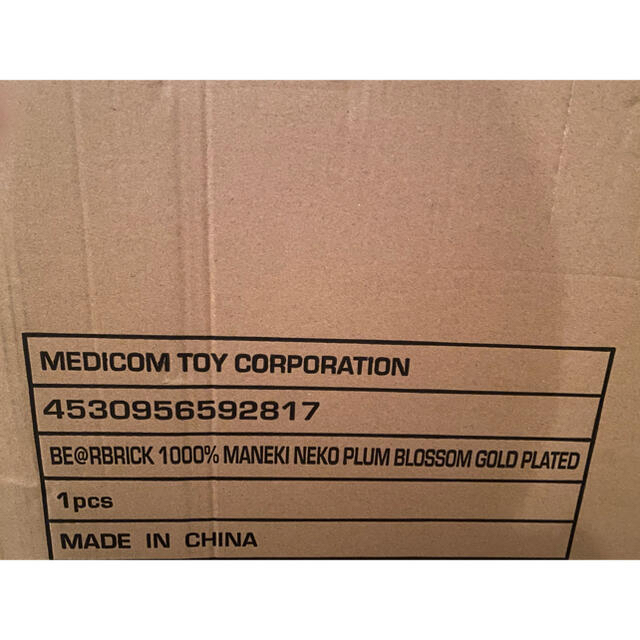 MEDICOM TOY CORPORATION
4530956592817
BE@RBRICK 1000% MANEKI NEKO PLUM BLOSSOM GOLD PLATED
1pcs
MADE IN CHINA